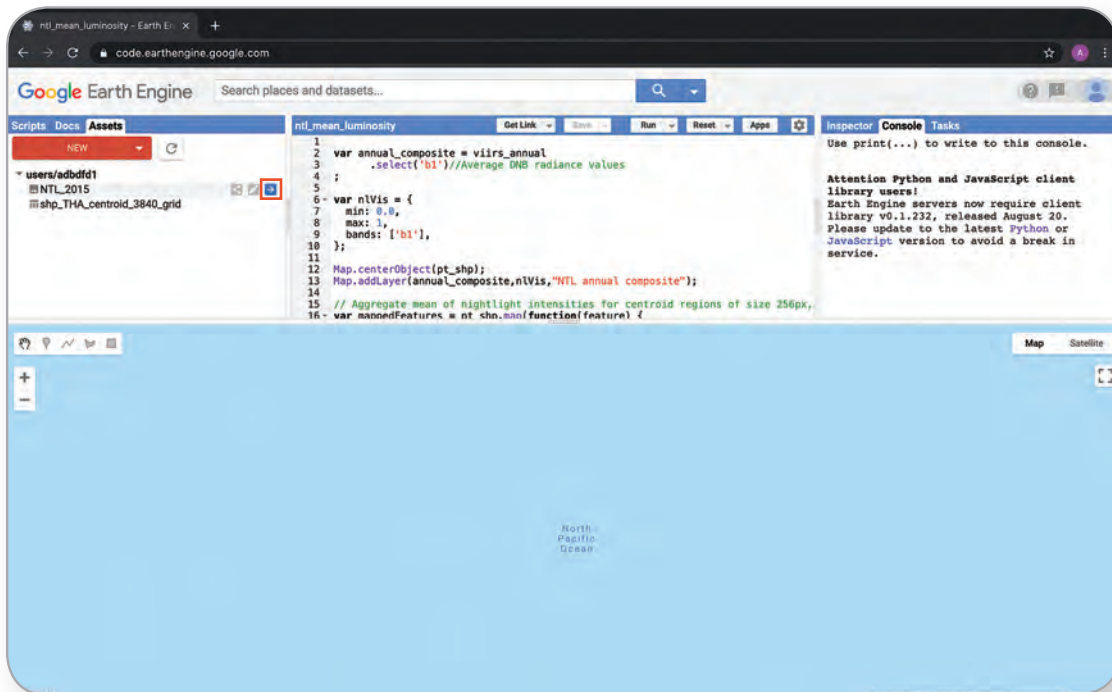 ntl_mean_luminosity - Earth En
code.earthengine.google.com
A
Google Earth Engine
Search places and datasets...
Scripts Docs Assets
NEW
users/adbdfd1
NTL_2015
shp_THA_centroid_3840_grid
ntl_mean_luminosity
Get Link
Save
Run
Reset
Apps
1
2 var annual_composite = viirs_annual
3 .select('b1')//Average DNB radiance values
4 ;
5
6 var nlVis = {
7 min: 0.0,
8 max: 1,
9 bands: ['b1'],
10 };
11
12 Map.centerObject(pt_shp);
13 Map.addLayer(annual_composite,nlVis,"NTL annual composite");
14
15 // Aggregate mean of nightlight intensities for centroid regions of size 256px,
16 var mappedFeatures = pt_shp.map(function(feature) {
Inspector Console Tasks
Use print(...) to write to this console.
Attention Python and JavaScript client
library users!
Earth Engine servers now require client
library v0.1.232, released August 20.
Please update to the latest Python or
JavaScript version to avoid a break in
service.
Map
Satellite
North
Pacific
Ocean